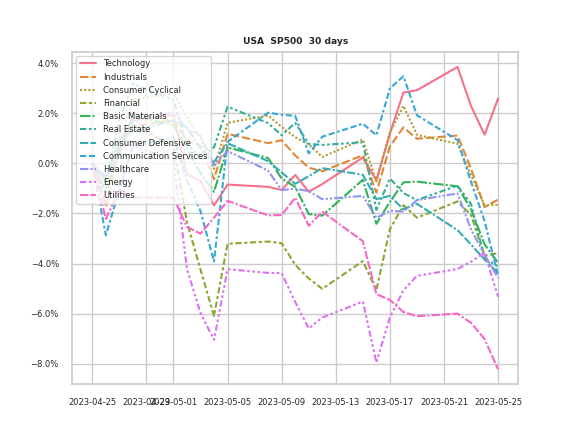 USA SP500 30 days
4.0%
2.0%
0.0%
−2.0%
−4.0%
−6.0%
−8.0%
Technology
Industrials
Consumer Cyclical
Financial
Basic Materials
Real Estate
Consumer Defensive
Communication Services
Healthcare
Energy
Utilities
2023-04-25 2023-04-29 2023-05-01 2023-05-05 2023-05-09 2023-05-13 2023-05-17 2023-05-21 2023-05-25